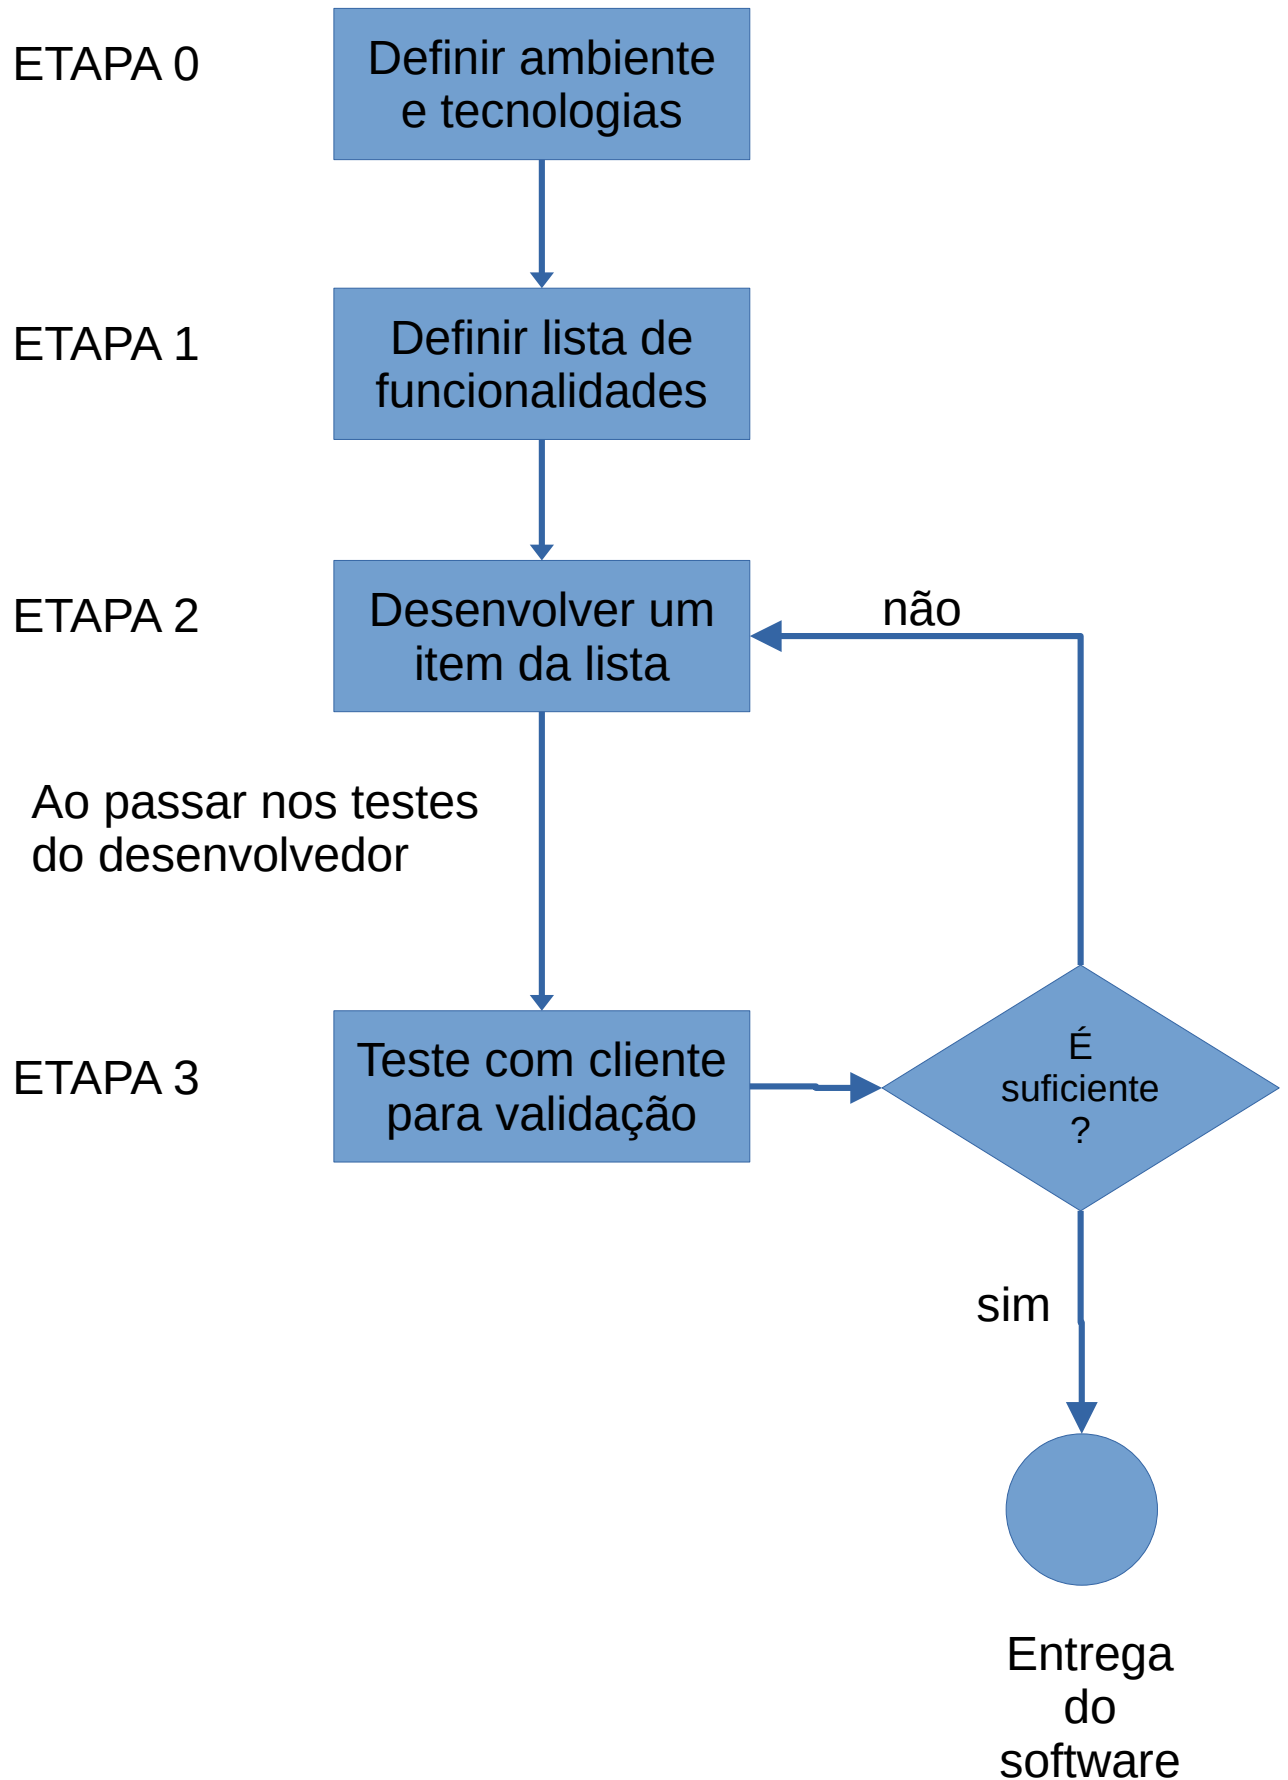 ETAPA 0
Definir ambiente
e tecnologias
ETAPA 1
Definir lista de
funcionalidades
ETAPA 2
Desenvolver um
item da lista
não
Ao passar nos testes
do desenvolvedor
ETAPA 3
Teste com cliente
para validação
É
suficiente
?
sim
Entrega
do
software